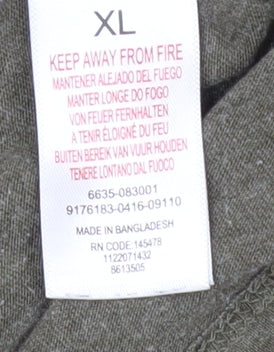 XL
KEEP AWAY FROM FIRE
MANTENER ALEJADO DEL FUEGO
MANTER LONGE DO FOGO
VON FEUER FERNHALTEN
A TENIR ÉLOIGNÉ DU FEU
BUITEN BEREIK VAN VUUR HOUDEN
TENERE LONTANO DAL FUOCO
6635-083001
9176183-0416-09110
MADE IN BANGLADESH
RN CODE:145478
1122071432
8613505